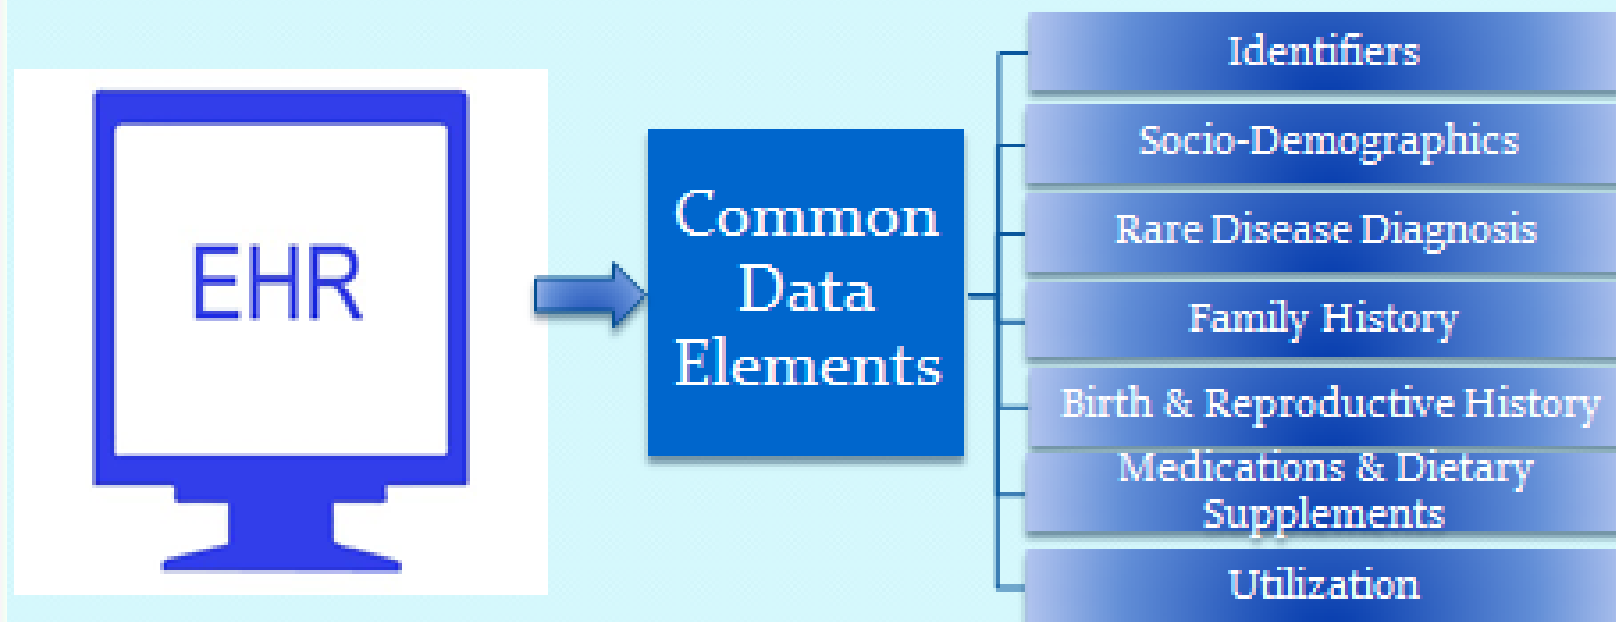 EHR
Common
Data
Elements
Identifiers
Socio-Demographics
Rare Disease Diagnosis
Family History
Birth & Reproductive History
Medications & Dietary
Supplements
Utilization